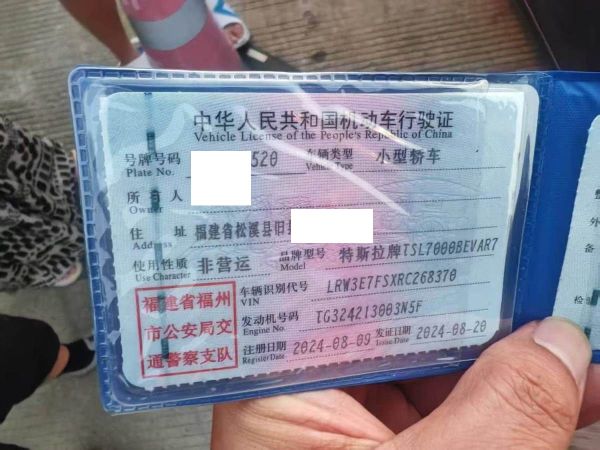 中华人民共和国机动车行驶证
Vehicle License of the People's Republic of China
号牌号码 520 车辆类型 小型轿车
Plate No. Vehicle Type
所有人
Owner
住 址 福建省松溪县旧
Address
使用性质 非营运 品牌型号 特斯拉牌TSL7000BEVAR7
Use Character Model
福建省福州
市公安局交
通警察支队
车辆识别代号 LRW3E7FSXRC268370
VIN
发动机号码 TG324213003N5F
Engine No.
注册日期 2024-08-09 发证日期 2024-08-20
Register Date Issue Date